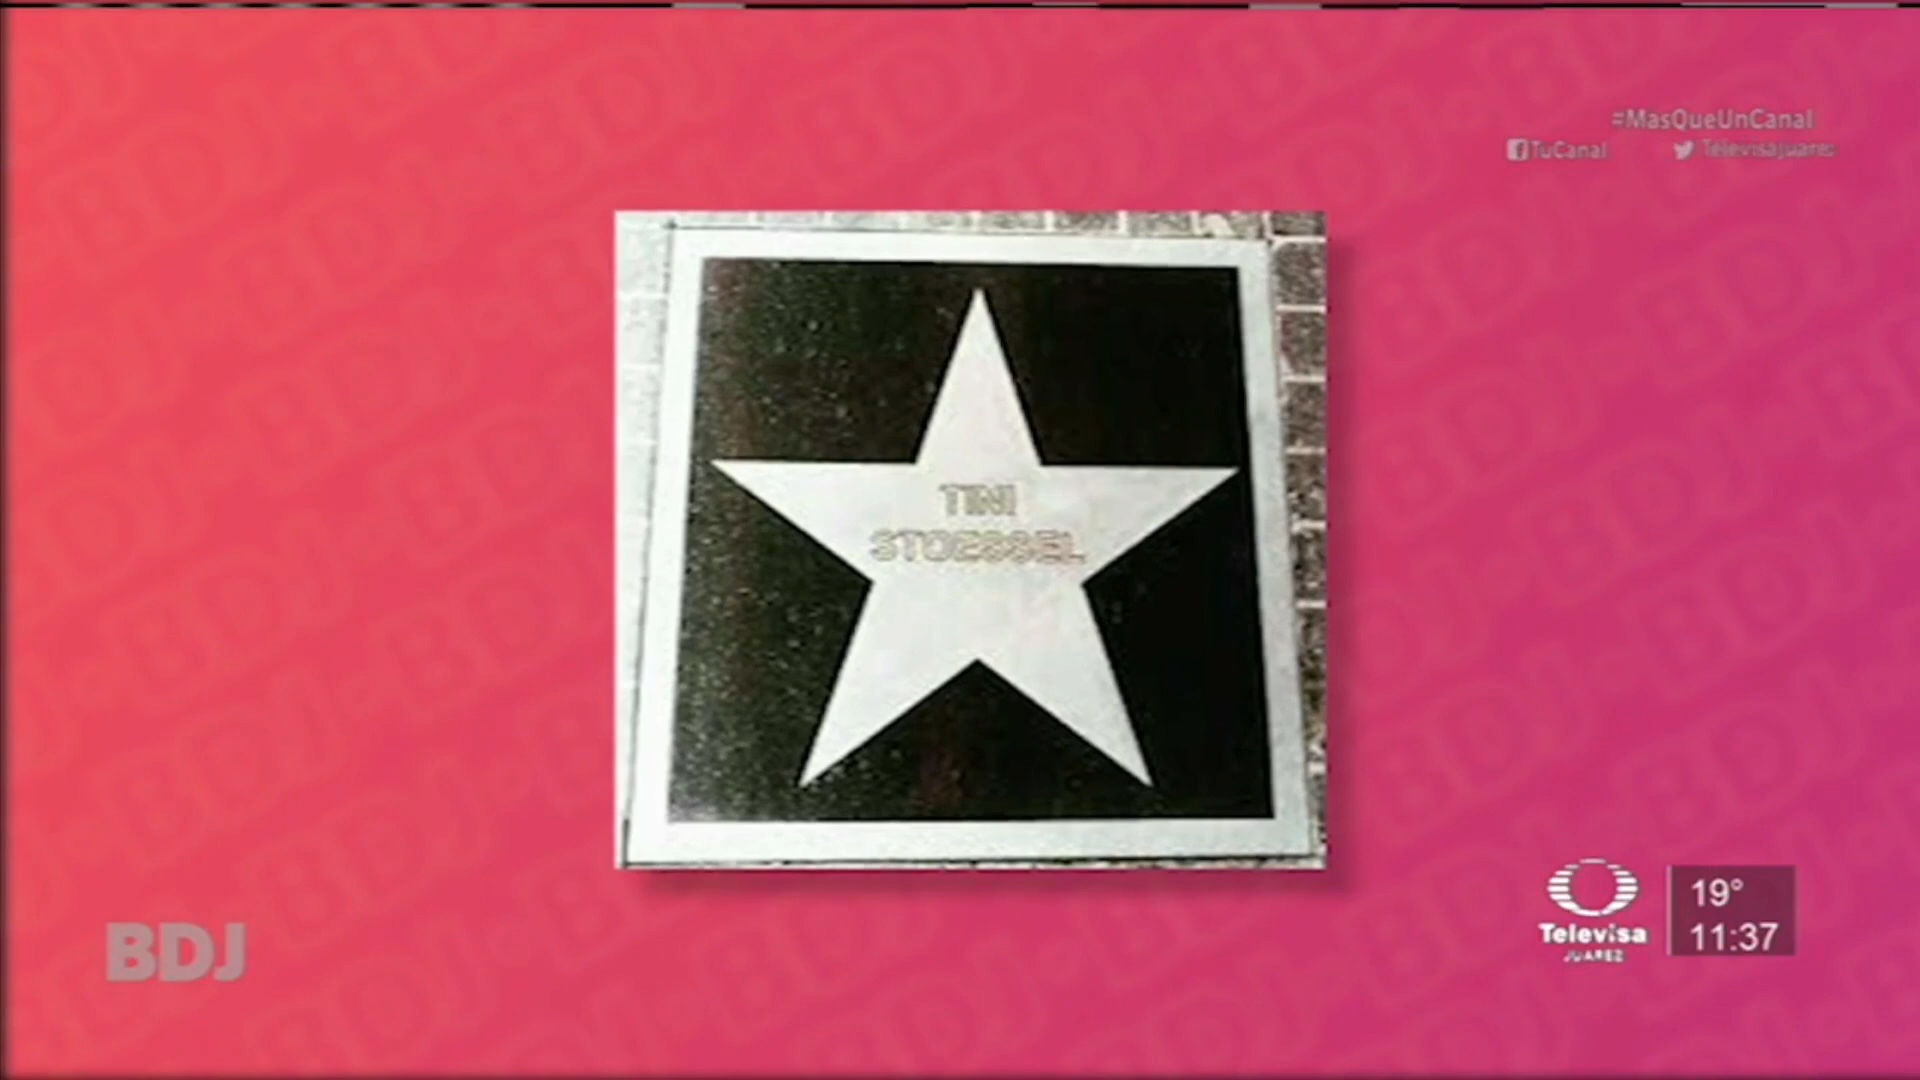 #MasQueUnCanal
TuCanal
Televisajuarez
TINI
STOESSEL
BDJ
Televisa
JUAREZ
19°
11:37